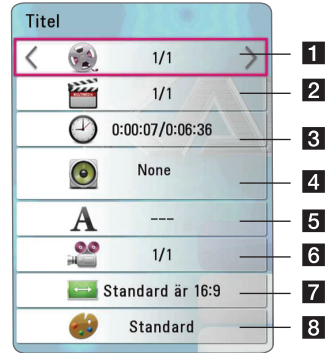 Titel
1/1 1
1/1 2
0:00:07/0:06:36 3
None 4
A --- 5
1/1 6
Standard är 16:9 7
Standard 8